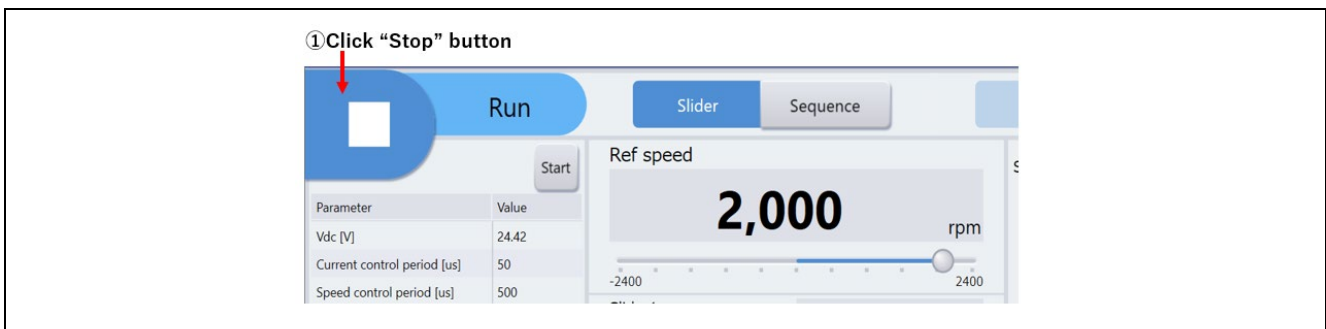 ①Click “Stop” button
Run
Slider
Sequence
Start
Ref speed
2,000
rpm
Parameter Value
Vdc [V] 24.42
Current control period [us] 50
Speed control period [us] 500
-2400 2400